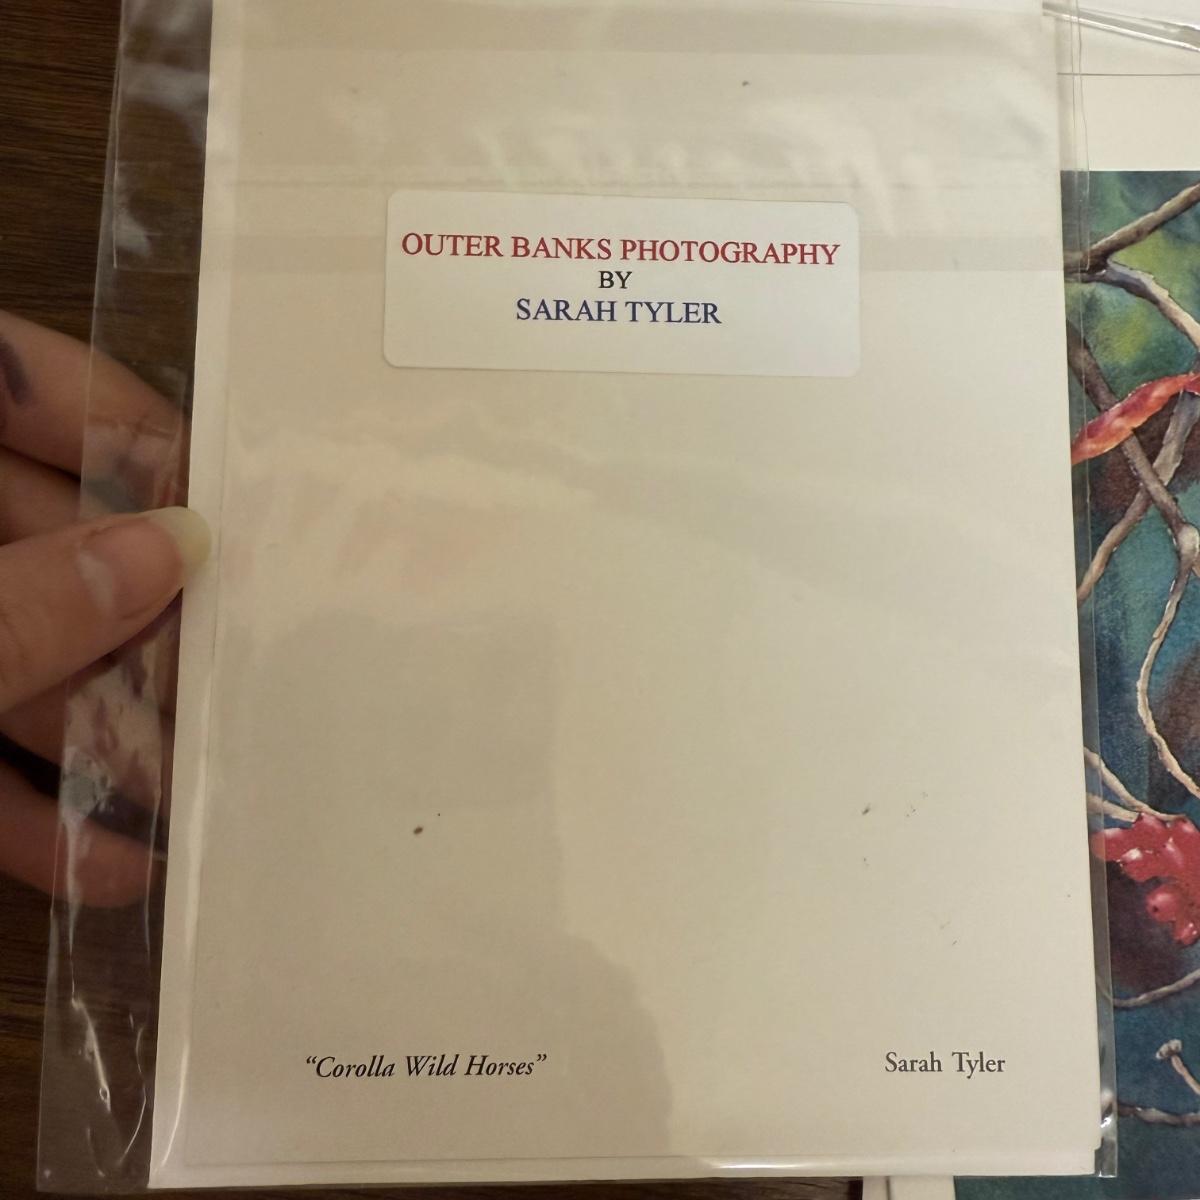 OUTER BANKS PHOTOGRAPHY
BY
SARAH TYLER
“Corolla Wild Horses” Sarah Tyler